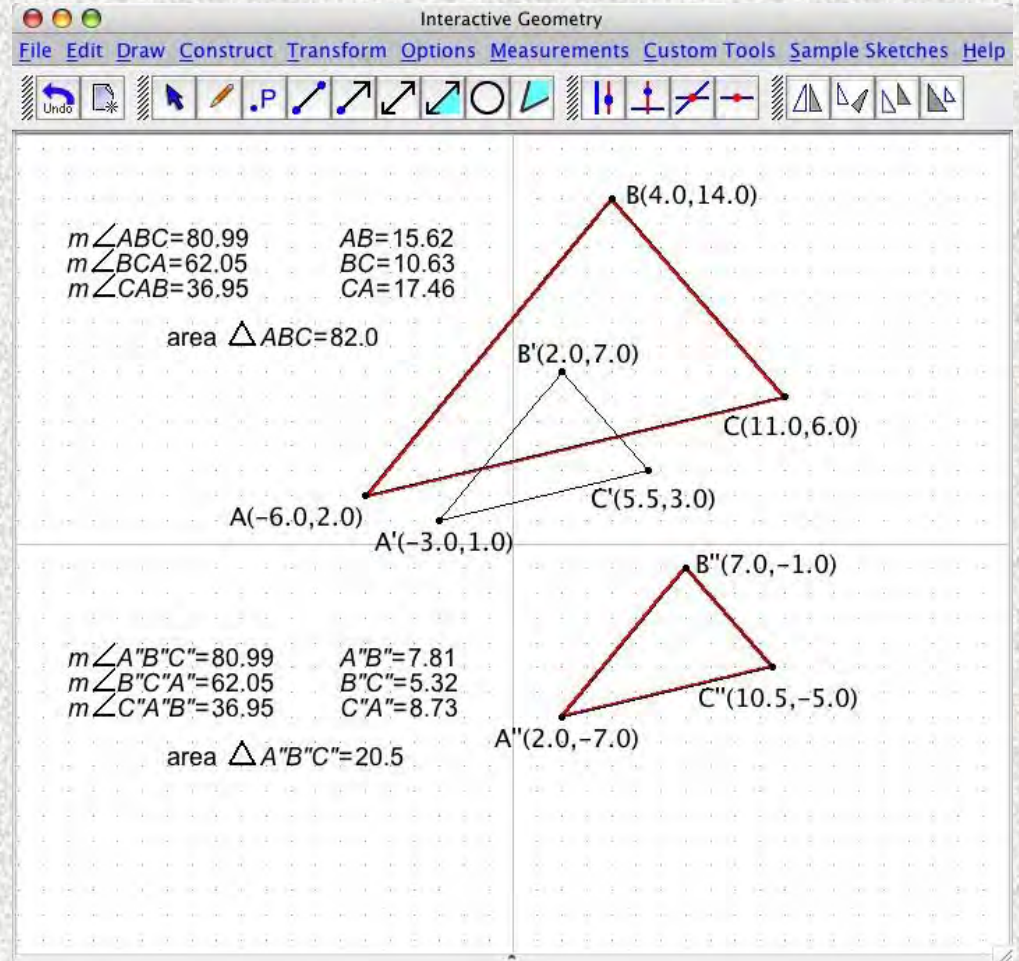 Interactive Geometry
File Edit Draw Construct Transform Options Measurements Custom Tools Sample Sketches Help
Undo .P
B(4.0,14.0)
m∠ABC=80.99 AB=15.62
m∠BCA=62.05 BC=10.63
m∠CAB=36.95 CA=17.46
area △ABC=82.0
B'(2.0,7.0)
C(11.0,6.0)
C'(5.5,3.0)
A(−6.0,2.0)
A'(−3.0,1.0)
B"(7.0,−1.0)
m∠A"B"C"=80.99 A"B"=7.81
m∠B"C"A"=62.05 B"C"=5.32
m∠C"A"B"=36.95 C"A"=8.73
C"(10.5,−5.0)
A"(2.0,−7.0)
area △A"B"C"=20.5